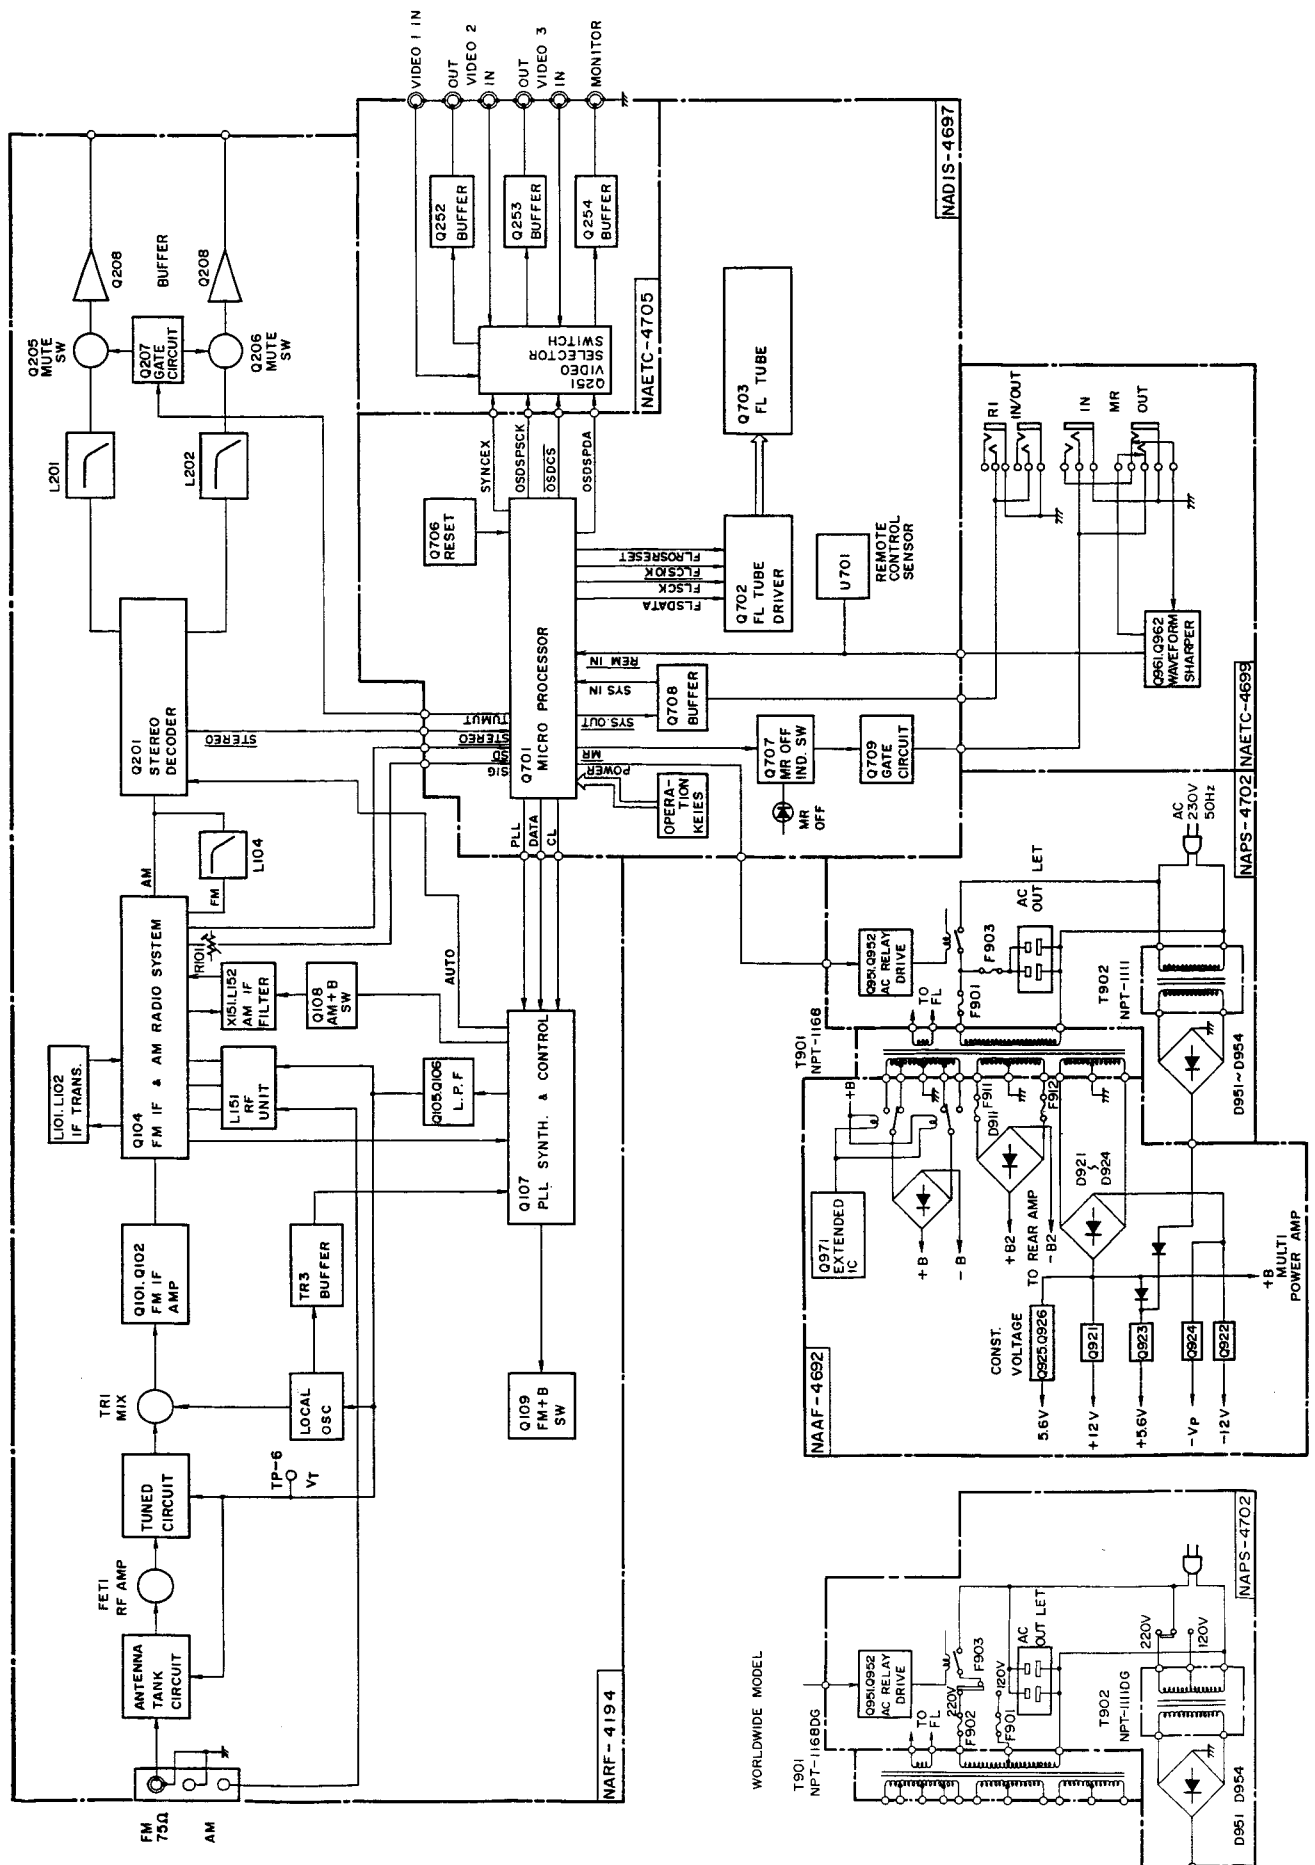 FM
75Ω
AM
ANTENNA
TANK
CIRCUIT
FET1
RF AMP
TUNED
CIRCUIT
TR1
MIX
TP-6
VT
LOCAL
OSC
TR3
BUFFER
Q101.Q102
FM IF
AMP
Q109
FM+B
SW
L101.L102
IF TRANS.
Q104
FM IF & AM RADIO SYSTEM
L151 RF
UNIT
X151.L152
AM IF
FILTER
R1011
Q108
AM+B
SW
Q105.Q106
L.P.F
Q107
PLL SYNTH. & CONTROL
AUTO
AM
FM
L104
Q201
STEREO
DECODER
STEREO
L201
L202
Q205
MUTE
SW
Q207
GATE
CIRCUIT
Q206
MUTE
SW
Q208
BUFFER
Q208
NARF-4194
PLL
DATA
CL
SIG
SD
STEREO
TUMUT
Q701
MICRO PROCESSOR
Q706
RESET
SYNCEX
OSDSPSCK
OSDCS
OSDSPDA
Q251
VIDEO
SELECTOR
SWITCH
Q252
BUFFER
Q253
BUFFER
Q254
BUFFER
VIDEO 1 IN
OUT
VIDEO 2
IN
OUT
VIDEO 3
IN
MONITOR
NAETC-4705
POWER
MR
SYS.OUT
SYS IN
REM IN
FLSDATA
FLSCK
FLCSIOK
FLROSRESET
OPERA-
TION
KEIES
Q707
MR OFF
IND. SW
MR
OFF
Q709
GATE
CIRCUIT
Q708
BUFFER
Q702
FL TUBE
DRIVER
Q703
FL TUBE
U701
REMOTE
CONTROL
SENSOR
NADIS-4697
RI
IN/OUT
IN
MR
OUT
Q961.Q962
WAVEFORM
SHARPER
NAETC-4699
NAPS-4702
Q951.Q952
AC RELAY
DRIVE
TO
FL
F901
F903
AC
OUT LET
AC
230V
50Hz
T902
NPT-1111
D951~D954
T901
NPT-1168
+B
F911
F912
D911
Q971
EXTENDED
IC
+B
-B
+B2
-B2
TO REAR AMP
D921
~
D924
CONST.
VOLTAGE
Q925.Q926
Q921
Q923
Q924
Q922
5.6V
+12V
+5.6V
-VP
-12V
+B
MULTI
POWER AMP
NAAF-4692
WORLDWIDE MODEL
T901
NPT-1168DG
Q951.Q952
AC RELAY
DRIVE
TO
FL
220V
F902
F903
120V
F901
AC
OUT LET
T902
NPT-1111DG
220V
120V
D951 D954
NAPS-4702